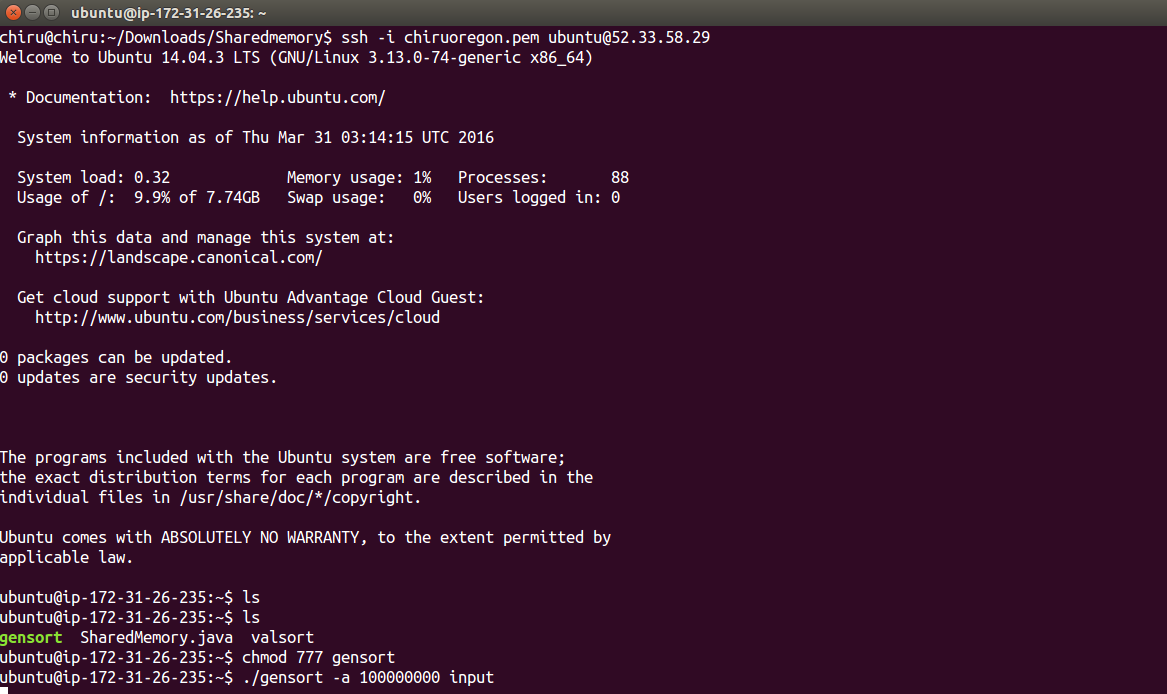 ubuntu@ip-172-31-26-235: ~
chiru@chiru:~/Downloads/Sharedmemory$ ssh -i chiruoregon.pem ubuntu@52.33.58.29
Welcome to Ubuntu 14.04.3 LTS (GNU/Linux 3.13.0-74-generic x86_64)
* Documentation:  https://help.ubuntu.com/
System information as of Thu Mar 31 03:14:15 UTC 2016
System load: 0.32             Memory usage: 1%   Processes:       88
Usage of /:  9.9% of 7.74GB   Swap usage:   0%   Users logged in: 0
Graph this data and manage this system at:
https://landscape.canonical.com/
Get cloud support with Ubuntu Advantage Cloud Guest:
http://www.ubuntu.com/business/services/cloud
0 packages can be updated.
0 updates are security updates.
The programs included with the Ubuntu system are free software;
the exact distribution terms for each program are described in the
individual files in /usr/share/doc/*/copyright.
Ubuntu comes with ABSOLUTELY NO WARRANTY, to the extent permitted by
applicable law.
ubuntu@ip-172-31-26-235:~$ ls
ubuntu@ip-172-31-26-235:~$ ls
gensort  SharedMemory.java  valsort
ubuntu@ip-172-31-26-235:~$ chmod 777 gensort
ubuntu@ip-172-31-26-235:~$ ./gensort -a 100000000 input